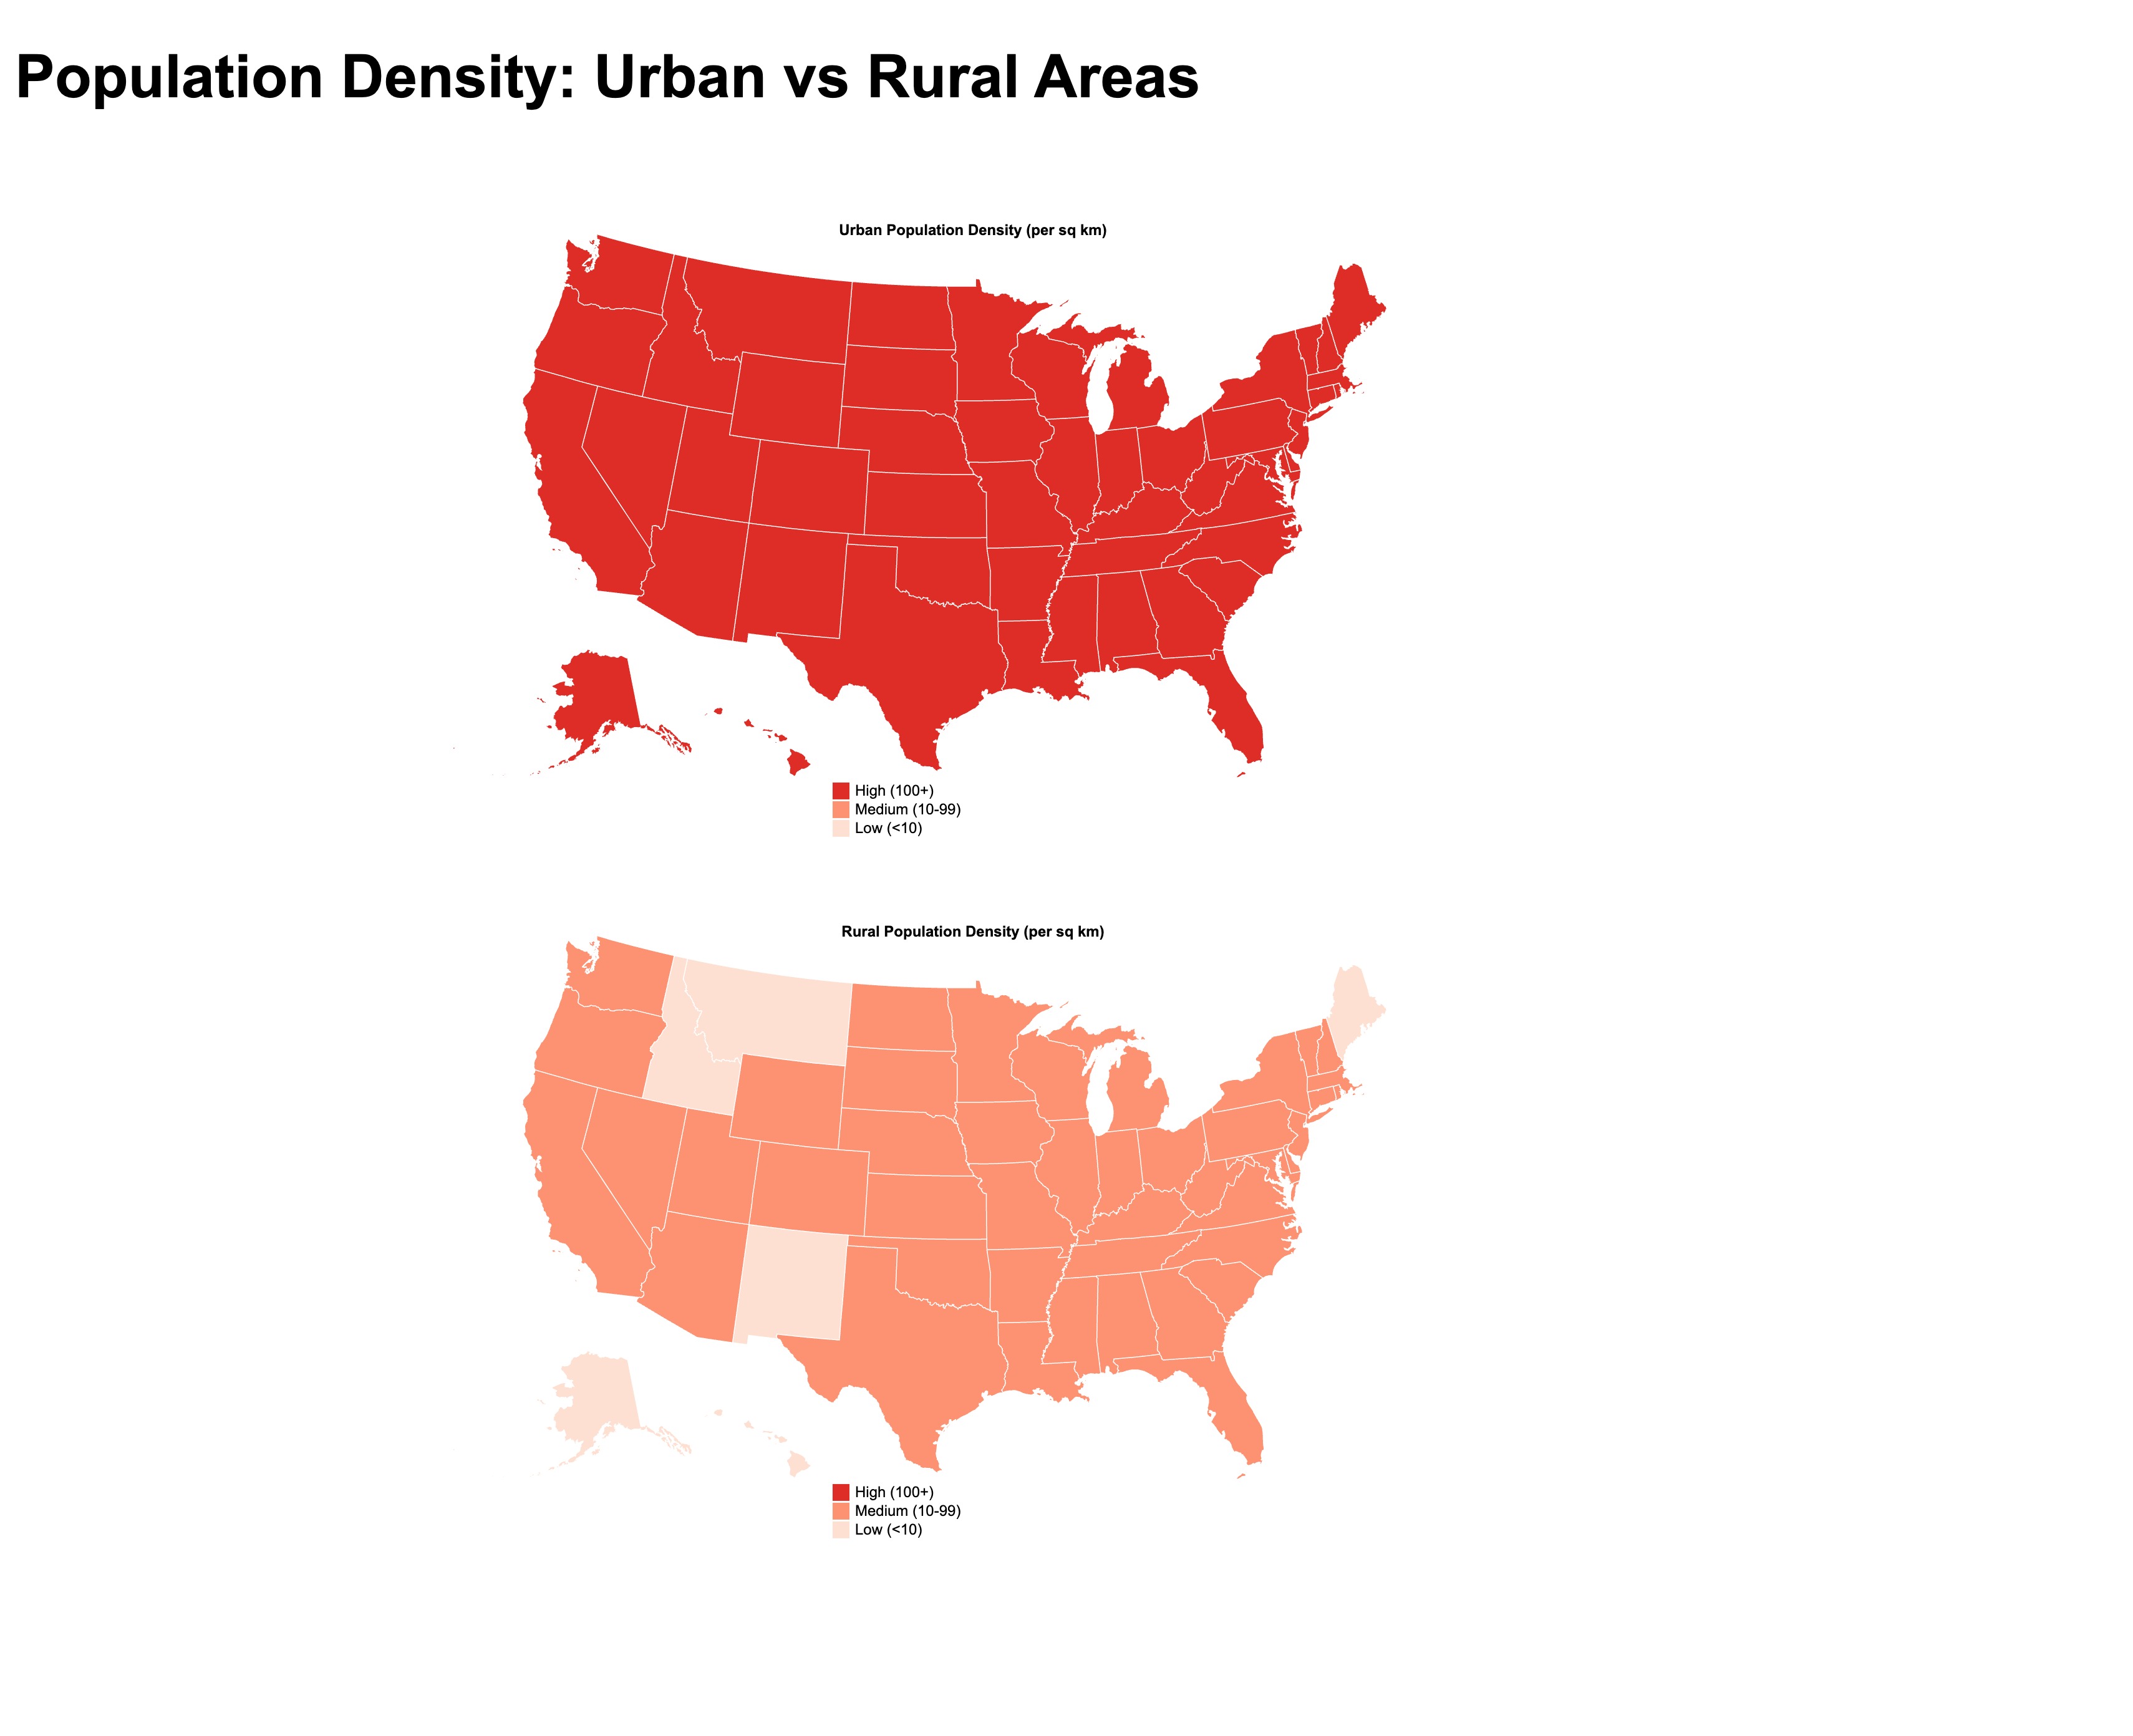 Population Density: Urban vs Rural Areas
Urban Population Density (per sq km)
High (100+)
Medium (10-99)
Low (<10)
Rural Population Density (per sq km)
High (100+)
Medium (10-99)
Low (<10)